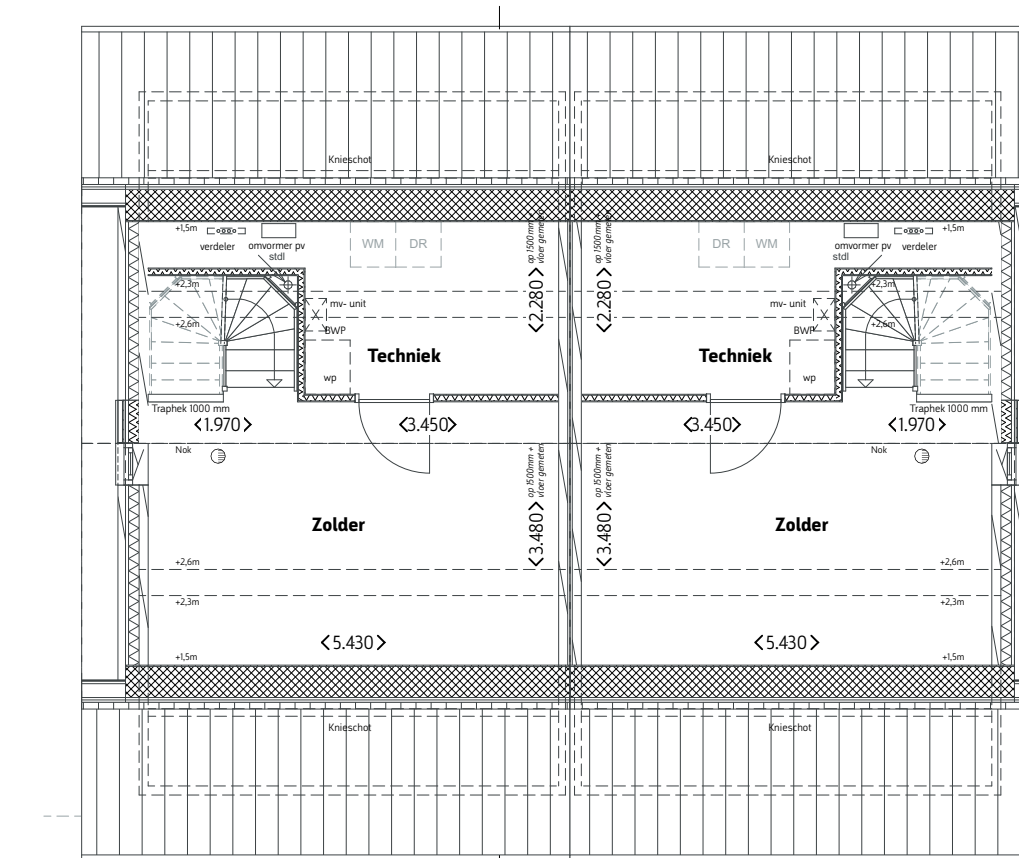 Knieschot
Knieschot
+1,5m
verdeler
omvormer pv
stdl
WM
DR
op 1500mm +
vloer gemeten
2.280
op 1500mm +
vloer gemeten
2.280
DR
WM
omvormer pv
stdl
verdeler
+1,5m
+2,3m
+2,6m
mv- unit
BWP
wp
Techniek
Techniek
mv- unit
BWP
wp
+2,3m
+2,6m
Traphek 1000 mm
1.970
3.450
3.450
Traphek 1000 mm
1.970
Nok
Nok
op 1500mm +
vloer gemeten
3.480
op 1500mm +
vloer gemeten
3.480
Zolder
Zolder
+2,6m
+2,6m
+2,3m
+2,3m
5.430
5.430
+1,5m
+1,5m
Knieschot
Knieschot